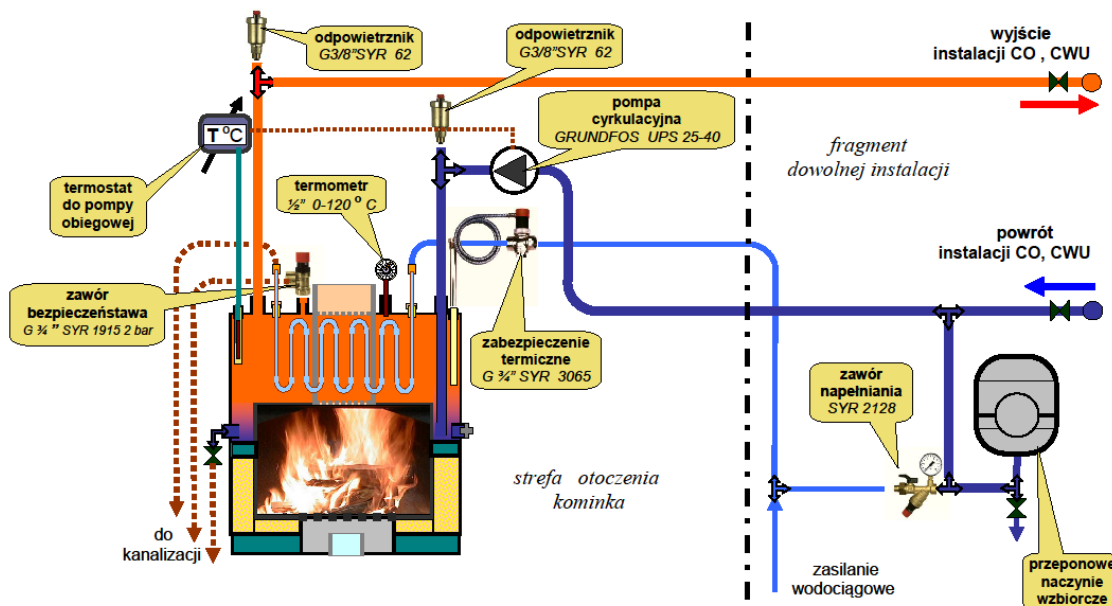 odpowietrznik
G3/8”SYR 62
odpowietrznik
G3/8”SYR 62
wyjście
instalacji CO , CWU
pompa
cyrkulacyjna
GRUNDFOS UPS 25-40
T °C
fragment
dowolnej instalacji
termostat
do pompy
obiegowej
termometr
½” 0-120 ° C
powrót
instalacji CO, CWU
zawór
bezpieczeństawa
G ¾ ” SYR 1915 2 bar
zabezpieczenie
termiczne
G ¾” SYR 3065
zawór
napełniania
SYR 2128
strefa otoczenia
kominka
do
kanalizacji
zasilanie
wodociągowe
przeponowe
naczynie
wzbiorcze